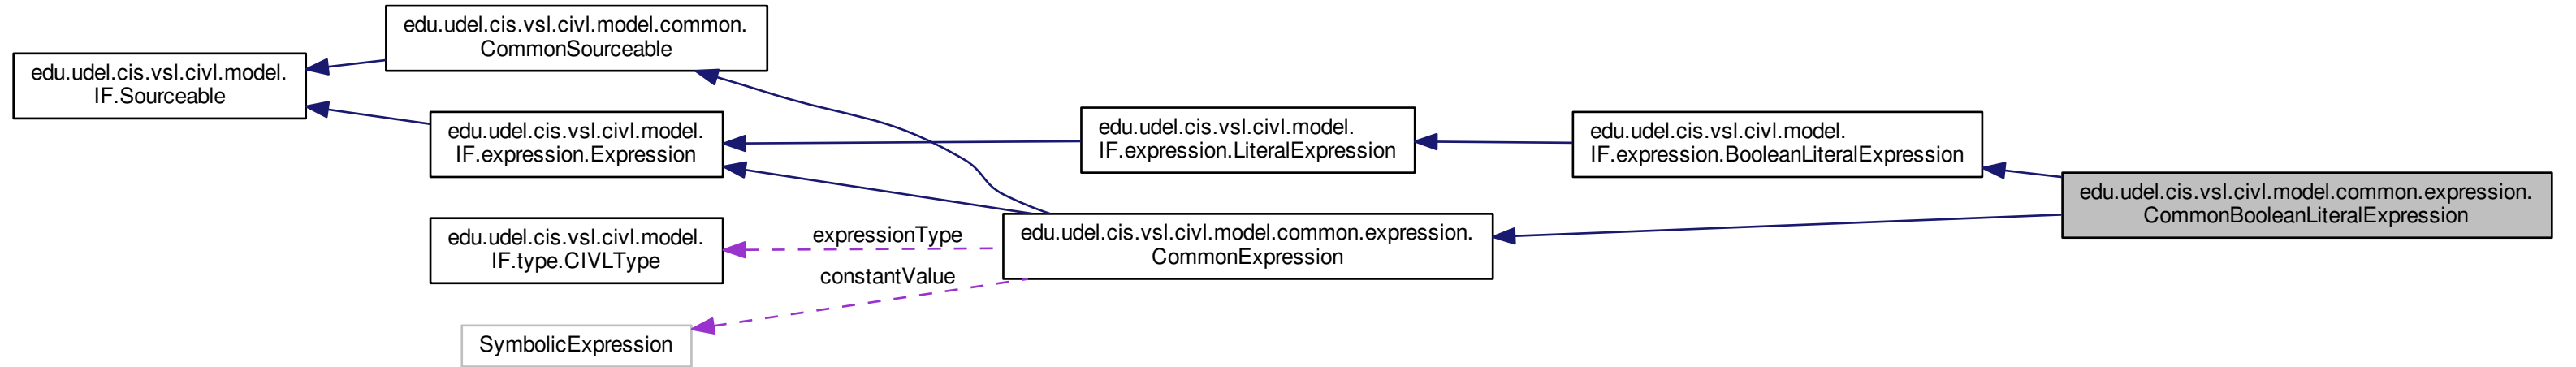 edu.udel.cis.vsl.civl.model.
IF.Sourceable
edu.udel.cis.vsl.civl.model.common.
CommonSourceable
edu.udel.cis.vsl.civl.model.
IF.expression.Expression
edu.udel.cis.vsl.civl.model.
IF.type.CIVLType
SymbolicExpression
expressionType
constantValue
edu.udel.cis.vsl.civl.model.
IF.expression.LiteralExpression
edu.udel.cis.vsl.civl.model.common.expression.
CommonExpression
edu.udel.cis.vsl.civl.model.
IF.expression.BooleanLiteralExpression
edu.udel.cis.vsl.civl.model.common.expression.
CommonBooleanLiteralExpression